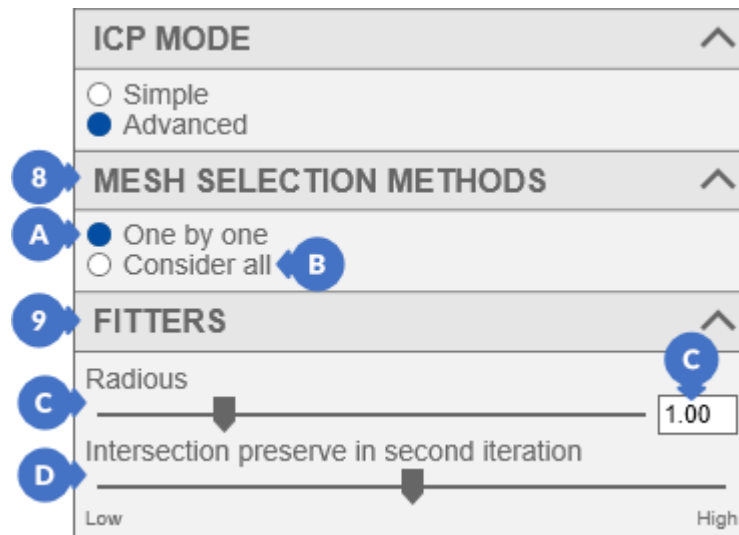 ICP MODE
Simple
Advanced
8 MESH SELECTION METHODS
A One by one
Consider all B
9 FITTERS
C
Radious
C 1.00
Intersection preserve in second iteration
D
Low High